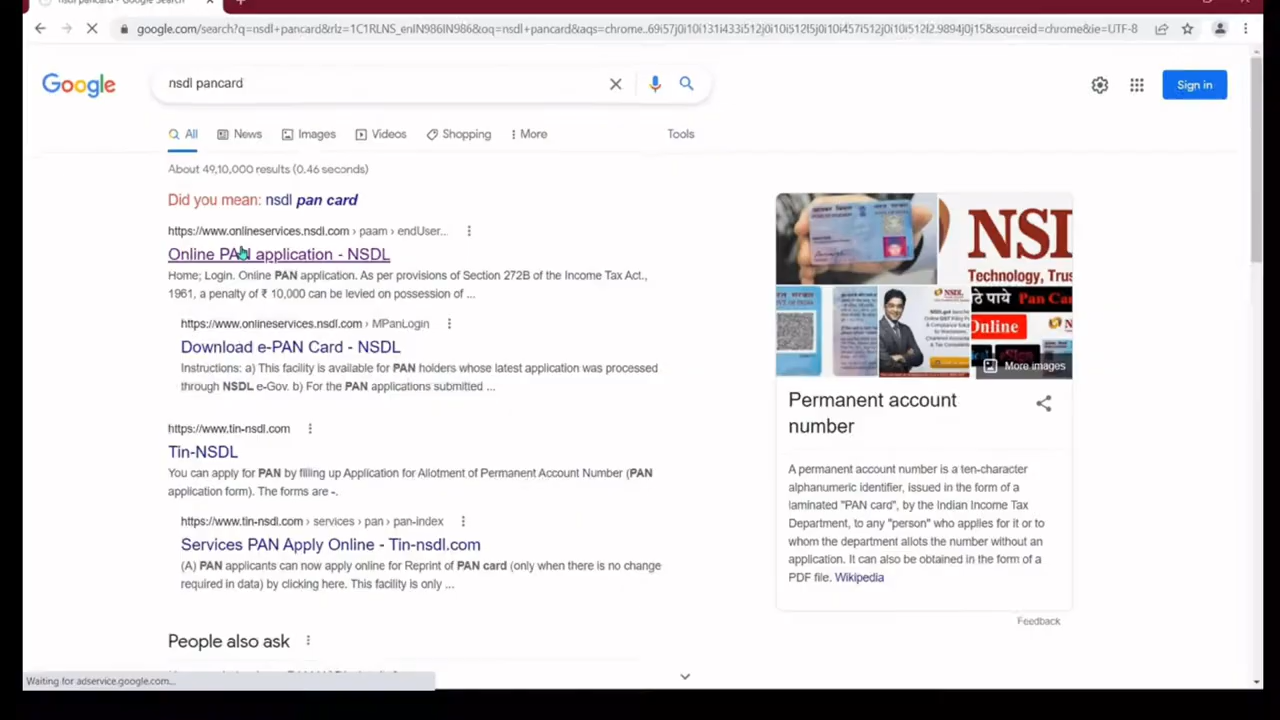 nsdl pancard - Google Search
google.com/search?q=nsdl+pancard&rlz=1C1RLNS_enIN986IN986&oq=nsdl+pancard&aqs=chrome..69i57j0i10i131i433j0i10i512l5j0i10i457i512j0i10i512l2.9894j0j15&sourceid=chrome&ie=UTF-8
Google
nsdl pancard
Sign in
All News Images Videos Shopping More Tools
About 49,10,000 results (0.46 seconds)
Did you mean: nsdl pan card
https://www.onlineservices.nsdl.com › paam › endUser...
Online PAN application - NSDL
Home; Login. Online PAN application. As per provisions of Section 272B of the Income Tax Act.,
1961, a penalty of ₹ 10,000 can be levied on possession of ...
https://www.onlineservices.nsdl.com › MPanLogin
Download e-PAN Card - NSDL
Instructions: a) This facility is available for PAN holders whose latest application was processed
through NSDL e-Gov. b) For the PAN applications submitted ...
https://www.tin-nsdl.com
Tin-NSDL
You can apply for PAN by filling up Application for Allotment of Permanent Account Number (PAN
application form). The forms are -.
https://www.tin-nsdl.com › services › pan › pan-index
Services PAN Apply Online - Tin-nsdl.com
(A) PAN applicants can now apply online for Reprint of PAN card (only when there is no change
required in data) by clicking here. This facility is only ...
People also ask
Waiting for adservice.google.com...
NSI
Technology, Trus
ठे पाये Pan Ca
Online
More images
Permanent account
number
A permanent account number is a ten-character
alphanumeric identifier, issued in the form of a
laminated "PAN card", by the Indian Income Tax
Department, to any "person" who applies for it or to
whom the department allots the number without an
application. It can also be obtained in the form of a
PDF file. Wikipedia
Feedback